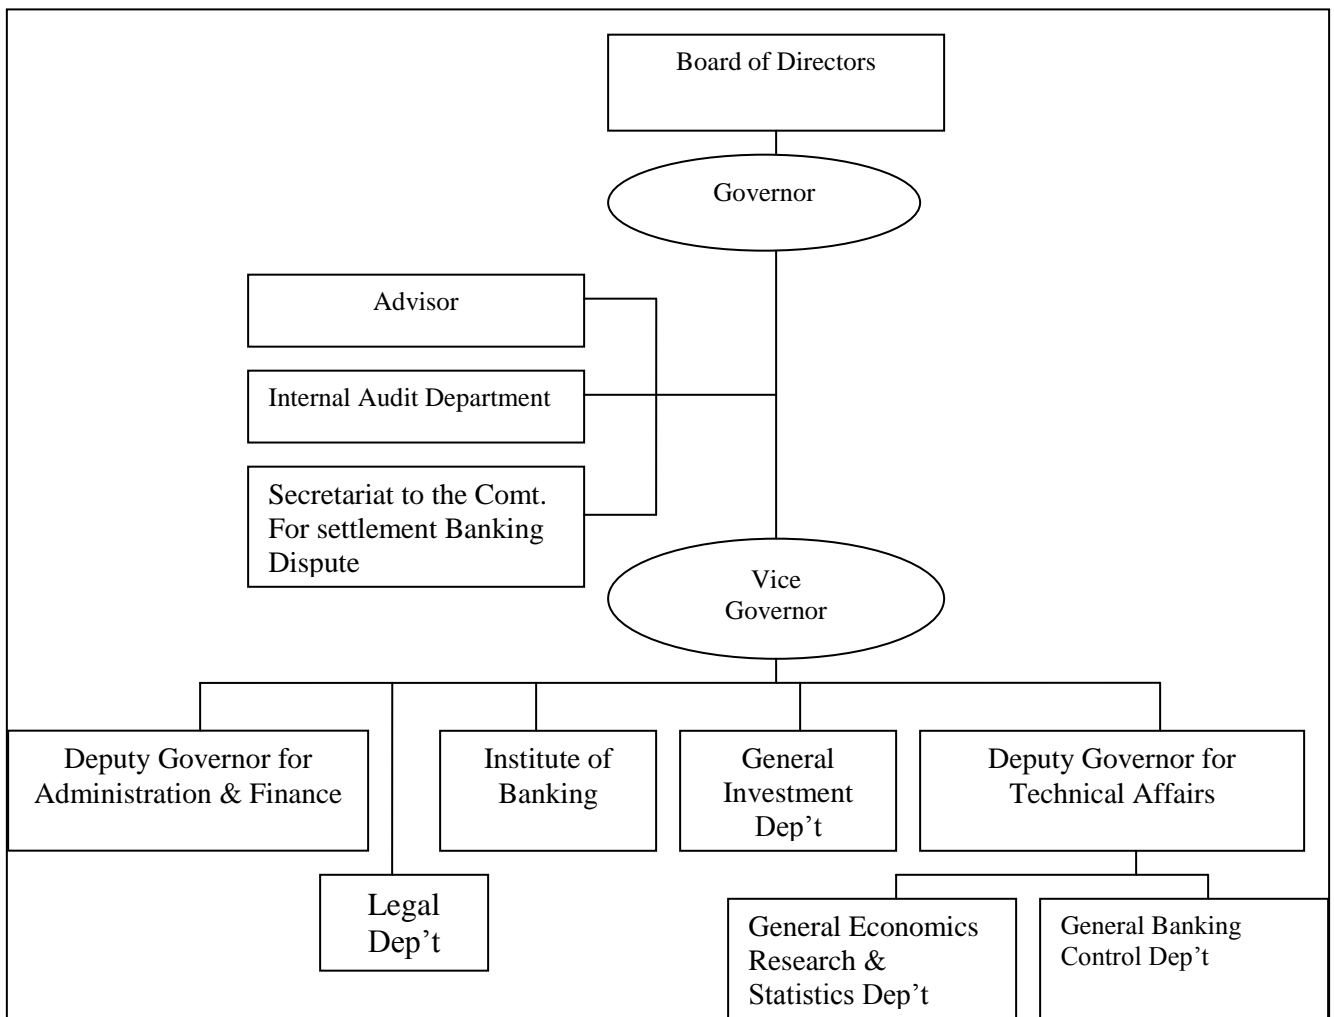 Board of Directors
Governor
Advisor
Internal Audit Department
Secretariat to the Comt.
For settlement Banking
Dispute
Vice
Governor
Deputy Governor for
Administration & Finance
Institute of
Banking
General
Investment
Dep’t
Deputy Governor for
Technical Affairs
Legal
Dep’t
General Economics
Research &
Statistics Dep’t
General Banking
Control Dep’t